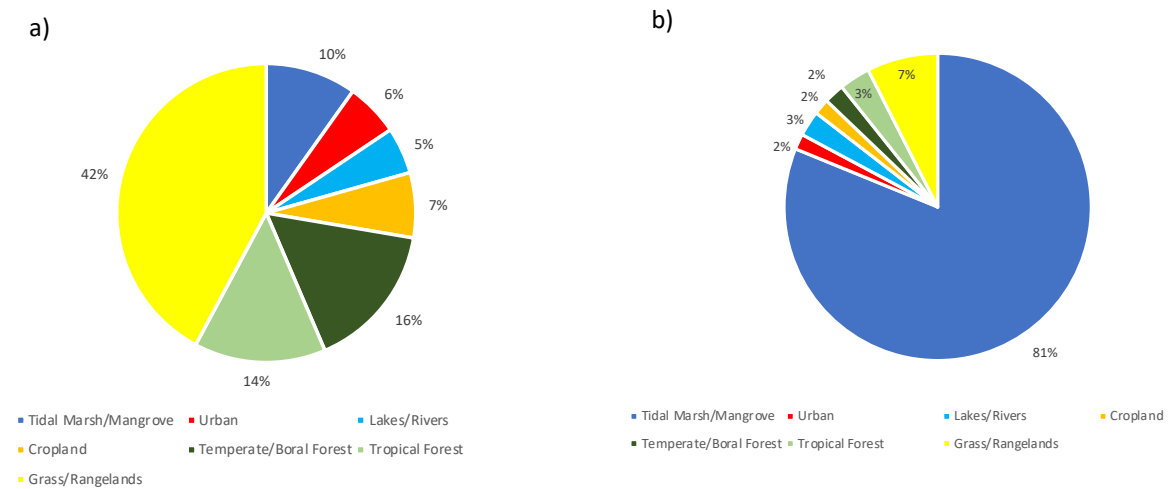 a)
10%
6%
5%
7%
16%
14%
42%
Tidal Marsh/Mangrove Urban Lakes/Rivers
Cropland Temperate/Boral Forest Tropical Forest
Grass/Rangelands
b)
2%
7%
3%
2%
3%
2%
81%
Tidal Marsh/Mangrove Urban Lakes/Rivers Cropland
Temperate/Boral Forest Tropical Forest Grass/Rangelands